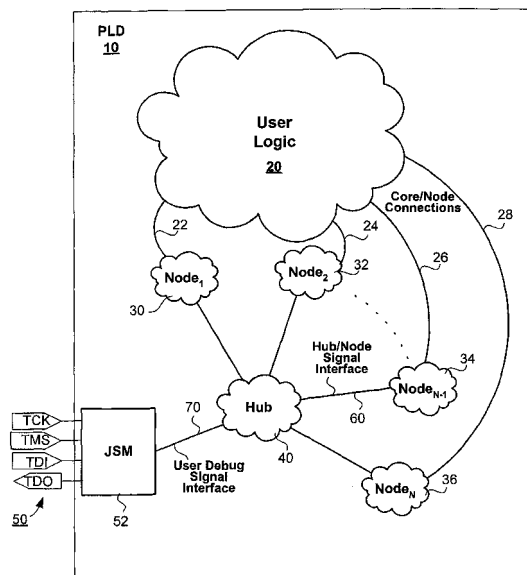 PLD
10
User
Logic
20
Core/Node
Connections
28
22
24
26
Node1
Node2
32
30
34
Hub/Node
Signal
Interface
NodeN-1
60
Hub
40
70
TCK
TMS
TDI
TDO
JSM
User Debug
Signal
Interface
NodeN
36
50
52